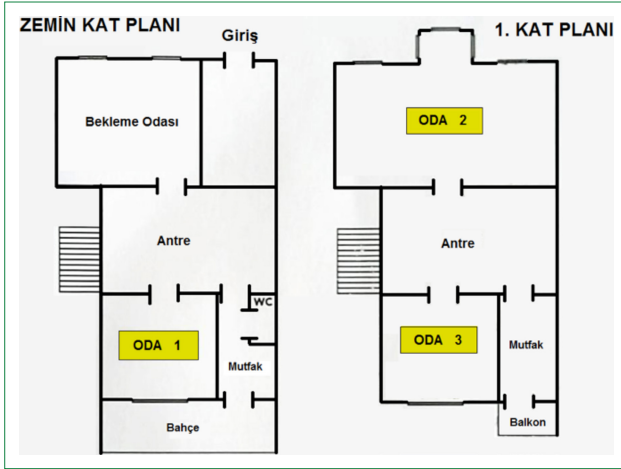 ZEMİN KAT PLANI
Giriş
Bekleme Odası
Antre
WC
ODA 1
Mutfak
Bahçe
1. KAT PLANI
ODA 2
Antre
ODA 3
Mutfak
Balkon